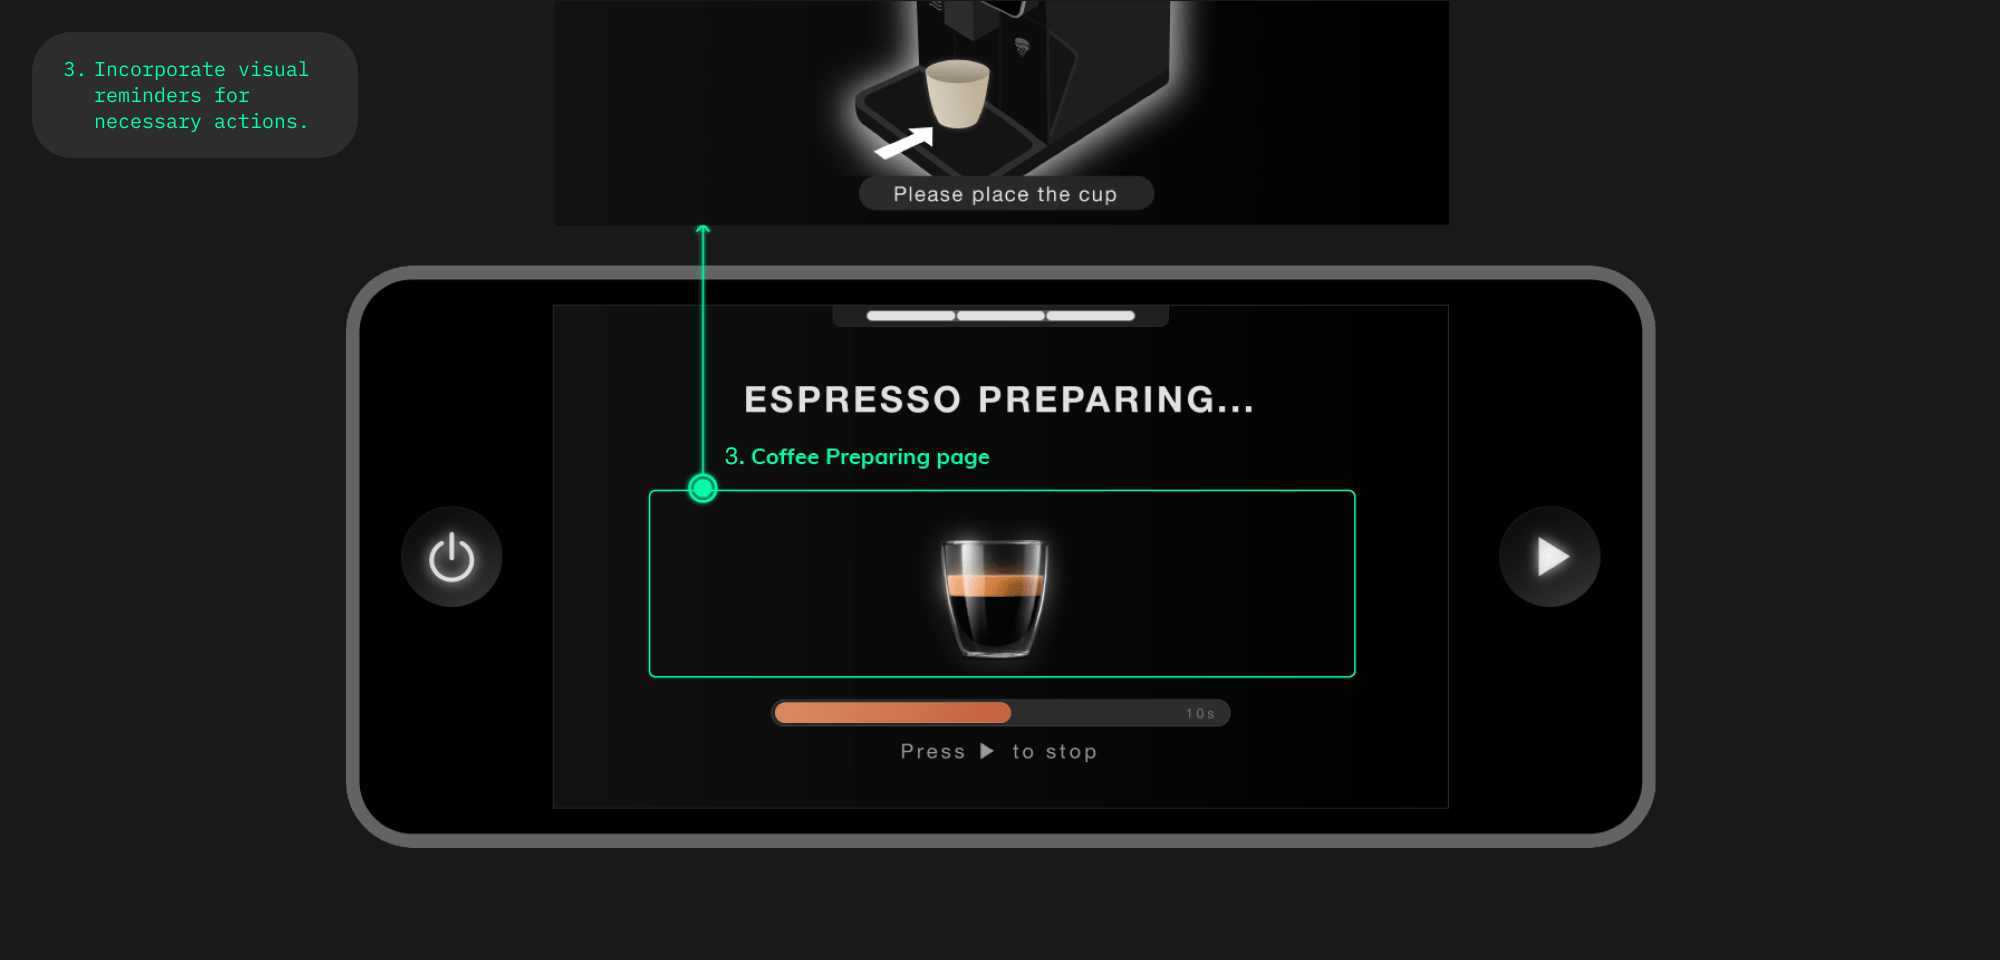 3. Incorporate visual
reminders for
necessary actions.
Please place the cup
ESPRESSO PREPARING...
3. Coffee Preparing page
10s
Press ▶ to stop